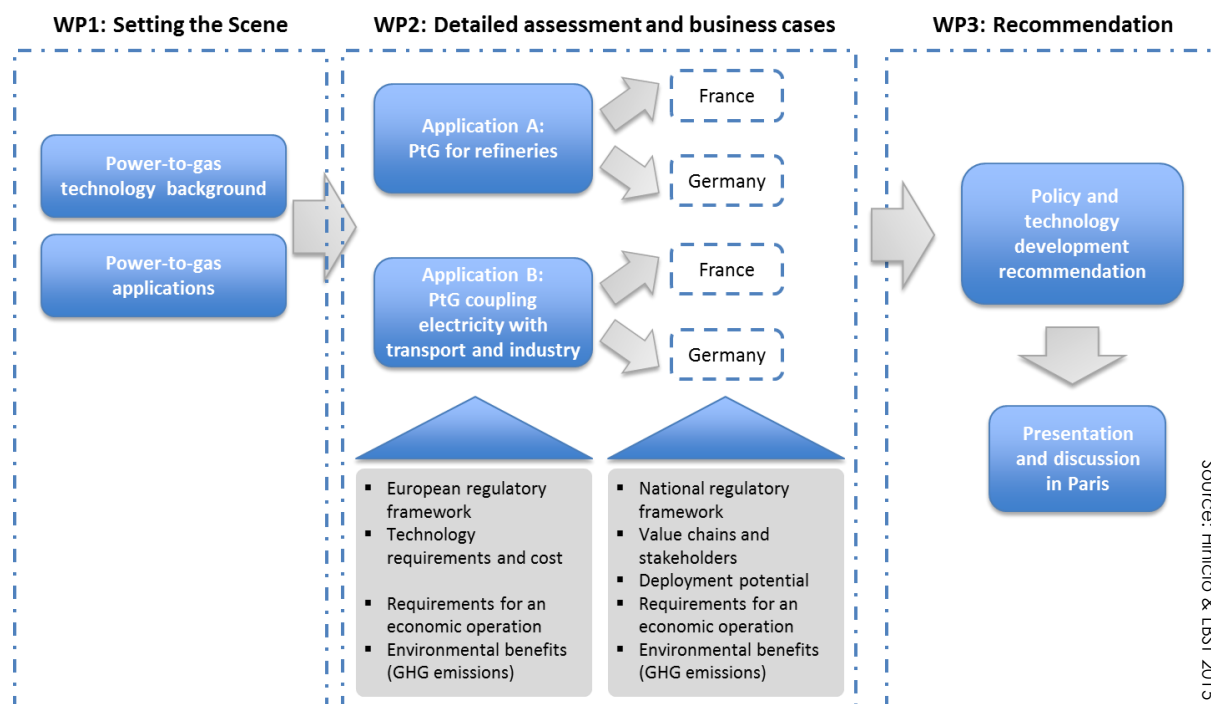 WP1: Setting the Scene
Power-to-gas
technology background
Power-to-gas
applications
WP2: Detailed assessment and business cases
Application A:
PtG for refineries
France
Germany
Application B:
PtG coupling
electricity with
transport and industry
France
Germany
▪ European regulatory
framework
▪ Technology
requirements and cost
▪ Requirements for an
economic operation
▪ Environmental benefits
(GHG emissions)
▪ National regulatory
framework
▪ Value chains and
stakeholders
▪ Deployment potential
▪ Requirements for an
economic operation
▪ Environmental benefits
(GHG emissions)
WP3: Recommendation
Policy and
technology
development
recommendation
Presentation
and discussion
in Paris
Source: Hinicio & LBST 2015